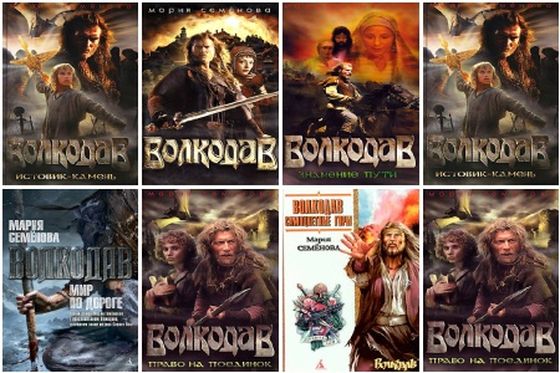 ВОЛКОДАВ
ИСТОВИК-КАМЕНЬ
мария семёнова
ВОЛКОДАВ
ВОЛКОДАВ
ЗНАМЕНИЕ ПУТИ
ВОЛКОДАВ
ИСТОВИК-КАМЕНЬ
МАРИЯ
СЕМЁНОВА
ВОЛКОДАВ
МИР
ПО ДОРОГЕ
ВОЛКОДАВ
ПРАВО НА ПОЕДИНОК
ВОЛКОДАВ
САМОЦВЕТНЫЕ ГОРЫ
Мария
СЕМЁНОВА
ВОЛКОДАВ
ВОЛКОДАВ
ПРАВО НА ПОЕДИНОК